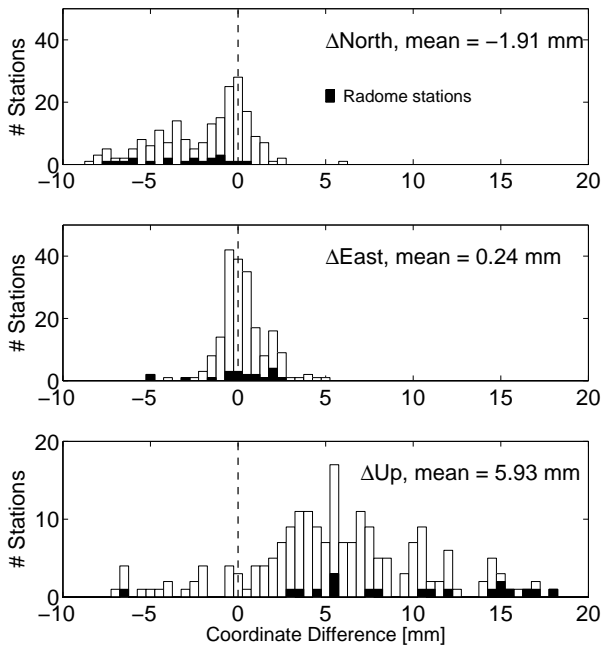 40
20
0
# Stations
ΔNorth, mean = −1.91 mm
Radome stations
−10 −5 0 5 10 15 20
40
20
0
# Stations
ΔEast, mean = 0.24 mm
−10 −5 0 5 10 15 20
20
10
0
# Stations
ΔUp, mean = 5.93 mm
−10 −5 0 5 10 15 20
Coordinate Difference [mm]